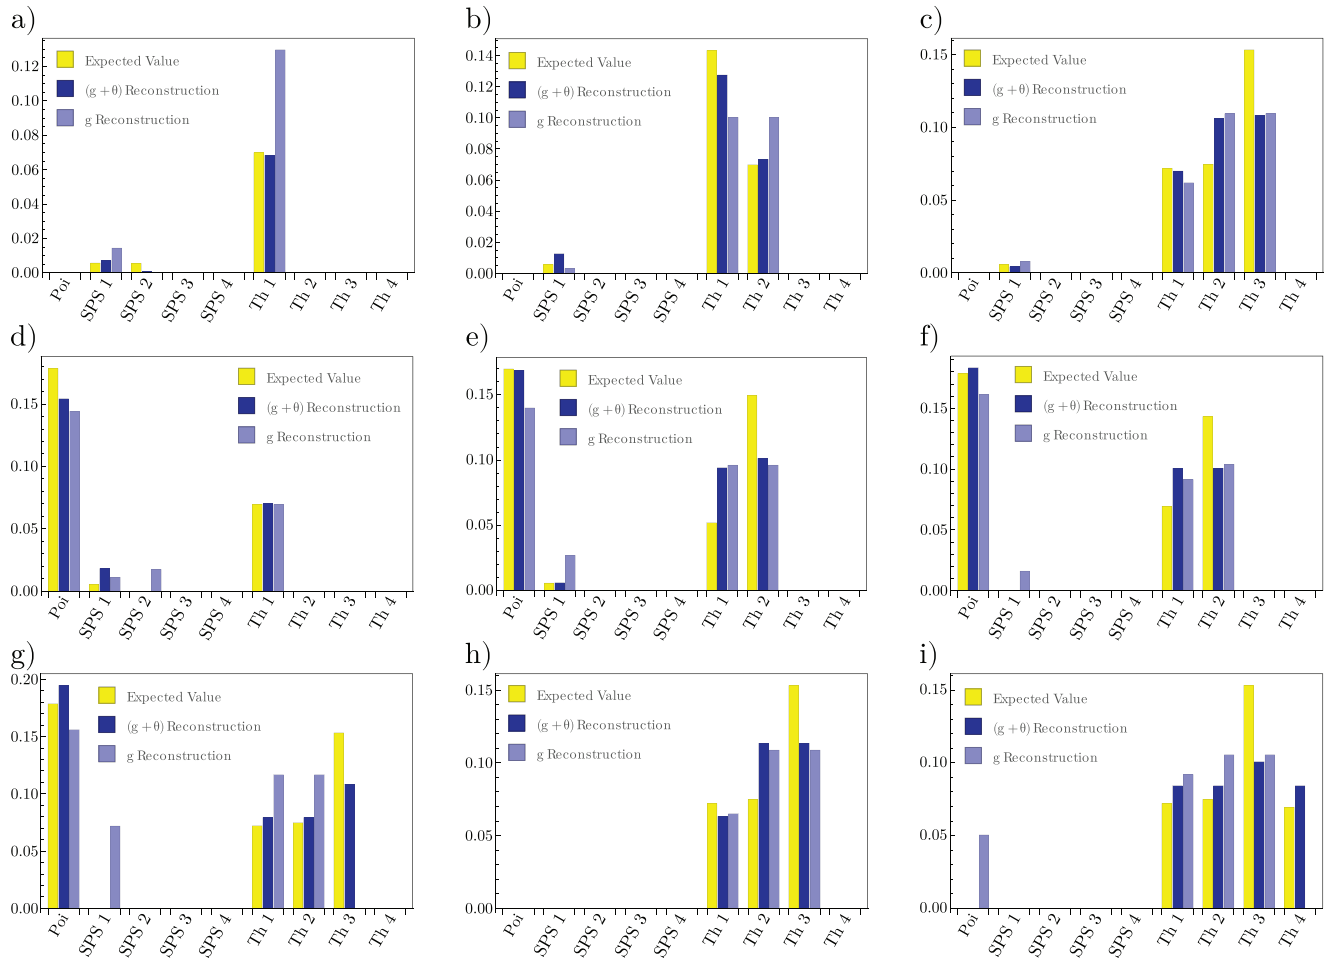 a)
Expected Value
(g + θ) Reconstruction
g Reconstruction
0.12
0.10
0.08
0.06
0.04
0.02
0.00
Poi SPS 1 SPS 2 SPS 3 SPS 4 Th 1 Th 2 Th 3 Th 4
b)
Expected Value
(g + θ) Reconstruction
g Reconstruction
0.14
0.12
0.10
0.08
0.06
0.04
0.02
0.00
Poi SPS 1 SPS 2 SPS 3 SPS 4 Th 1 Th 2 Th 3 Th 4
c)
Expected Value
(g + θ) Reconstruction
g Reconstruction
0.15
0.10
0.05
0.00
Poi SPS 1 SPS 2 SPS 3 SPS 4 Th 1 Th 2 Th 3 Th 4
d)
Expected Value
(g + θ) Reconstruction
g Reconstruction
0.15
0.10
0.05
0.00
Poi SPS 1 SPS 2 SPS 3 SPS 4 Th 1 Th 2 Th 3 Th 4
e)
Expected Value
(g + θ) Reconstruction
g Reconstruction
0.15
0.10
0.05
0.00
Poi SPS 1 SPS 2 SPS 3 SPS 4 Th 1 Th 2 Th 3 Th 4
f)
Expected Value
(g + θ) Reconstruction
g Reconstruction
0.15
0.10
0.05
0.00
Poi SPS 1 SPS 2 SPS 3 SPS 4 Th 1 Th 2 Th 3 Th 4
g)
Expected Value
(g + θ) Reconstruction
g Reconstruction
0.20
0.15
0.10
0.05
0.00
Poi SPS 1 SPS 2 SPS 3 SPS 4 Th 1 Th 2 Th 3 Th 4
h)
Expected Value
(g + θ) Reconstruction
g Reconstruction
0.15
0.10
0.05
0.00
Poi SPS 1 SPS 2 SPS 3 SPS 4 Th 1 Th 2 Th 3 Th 4
i)
Expected Value
(g + θ) Reconstruction
g Reconstruction
0.15
0.10
0.05
0.00
Poi SPS 1 SPS 2 SPS 3 SPS 4 Th 1 Th 2 Th 3 Th 4